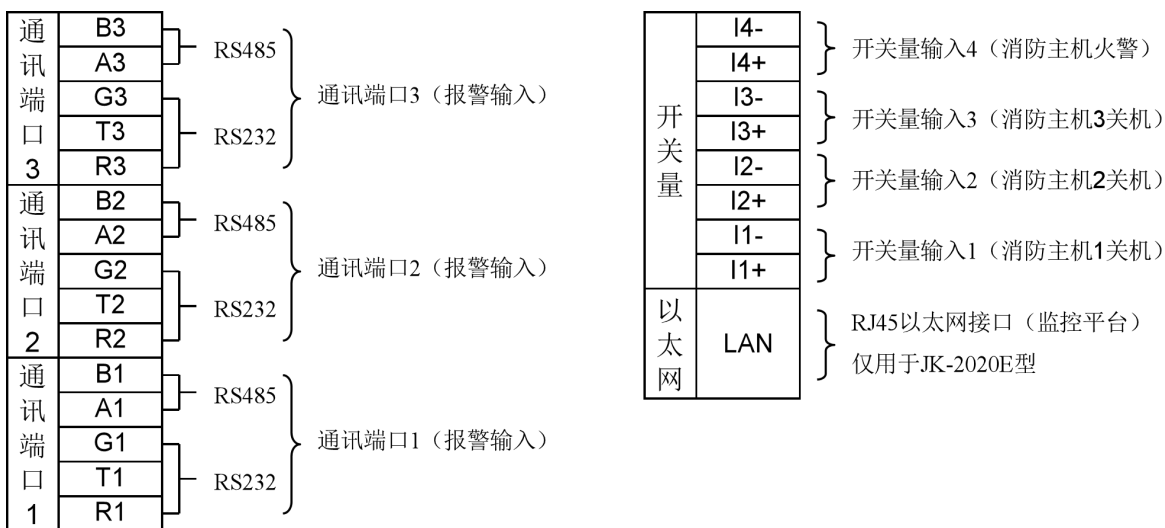 通讯端口3
B3
A3
G3
T3
R3
RS485
RS232
通讯端口3（报警输入）
通讯端口2
B2
A2
G2
T2
R2
RS485
RS232
通讯端口2（报警输入）
通讯端口1
B1
A1
G1
T1
R1
RS485
RS232
通讯端口1（报警输入）
开关量
I4-
I4+
开关量输入4（消防主机火警）
I3-
I3+
开关量输入3（消防主机3关机）
I2-
I2+
开关量输入2（消防主机2关机）
I1-
I1+
开关量输入1（消防主机1关机）
以太网
LAN
RJ45以太网接口（监控平台）
仅用于JK-2020E型